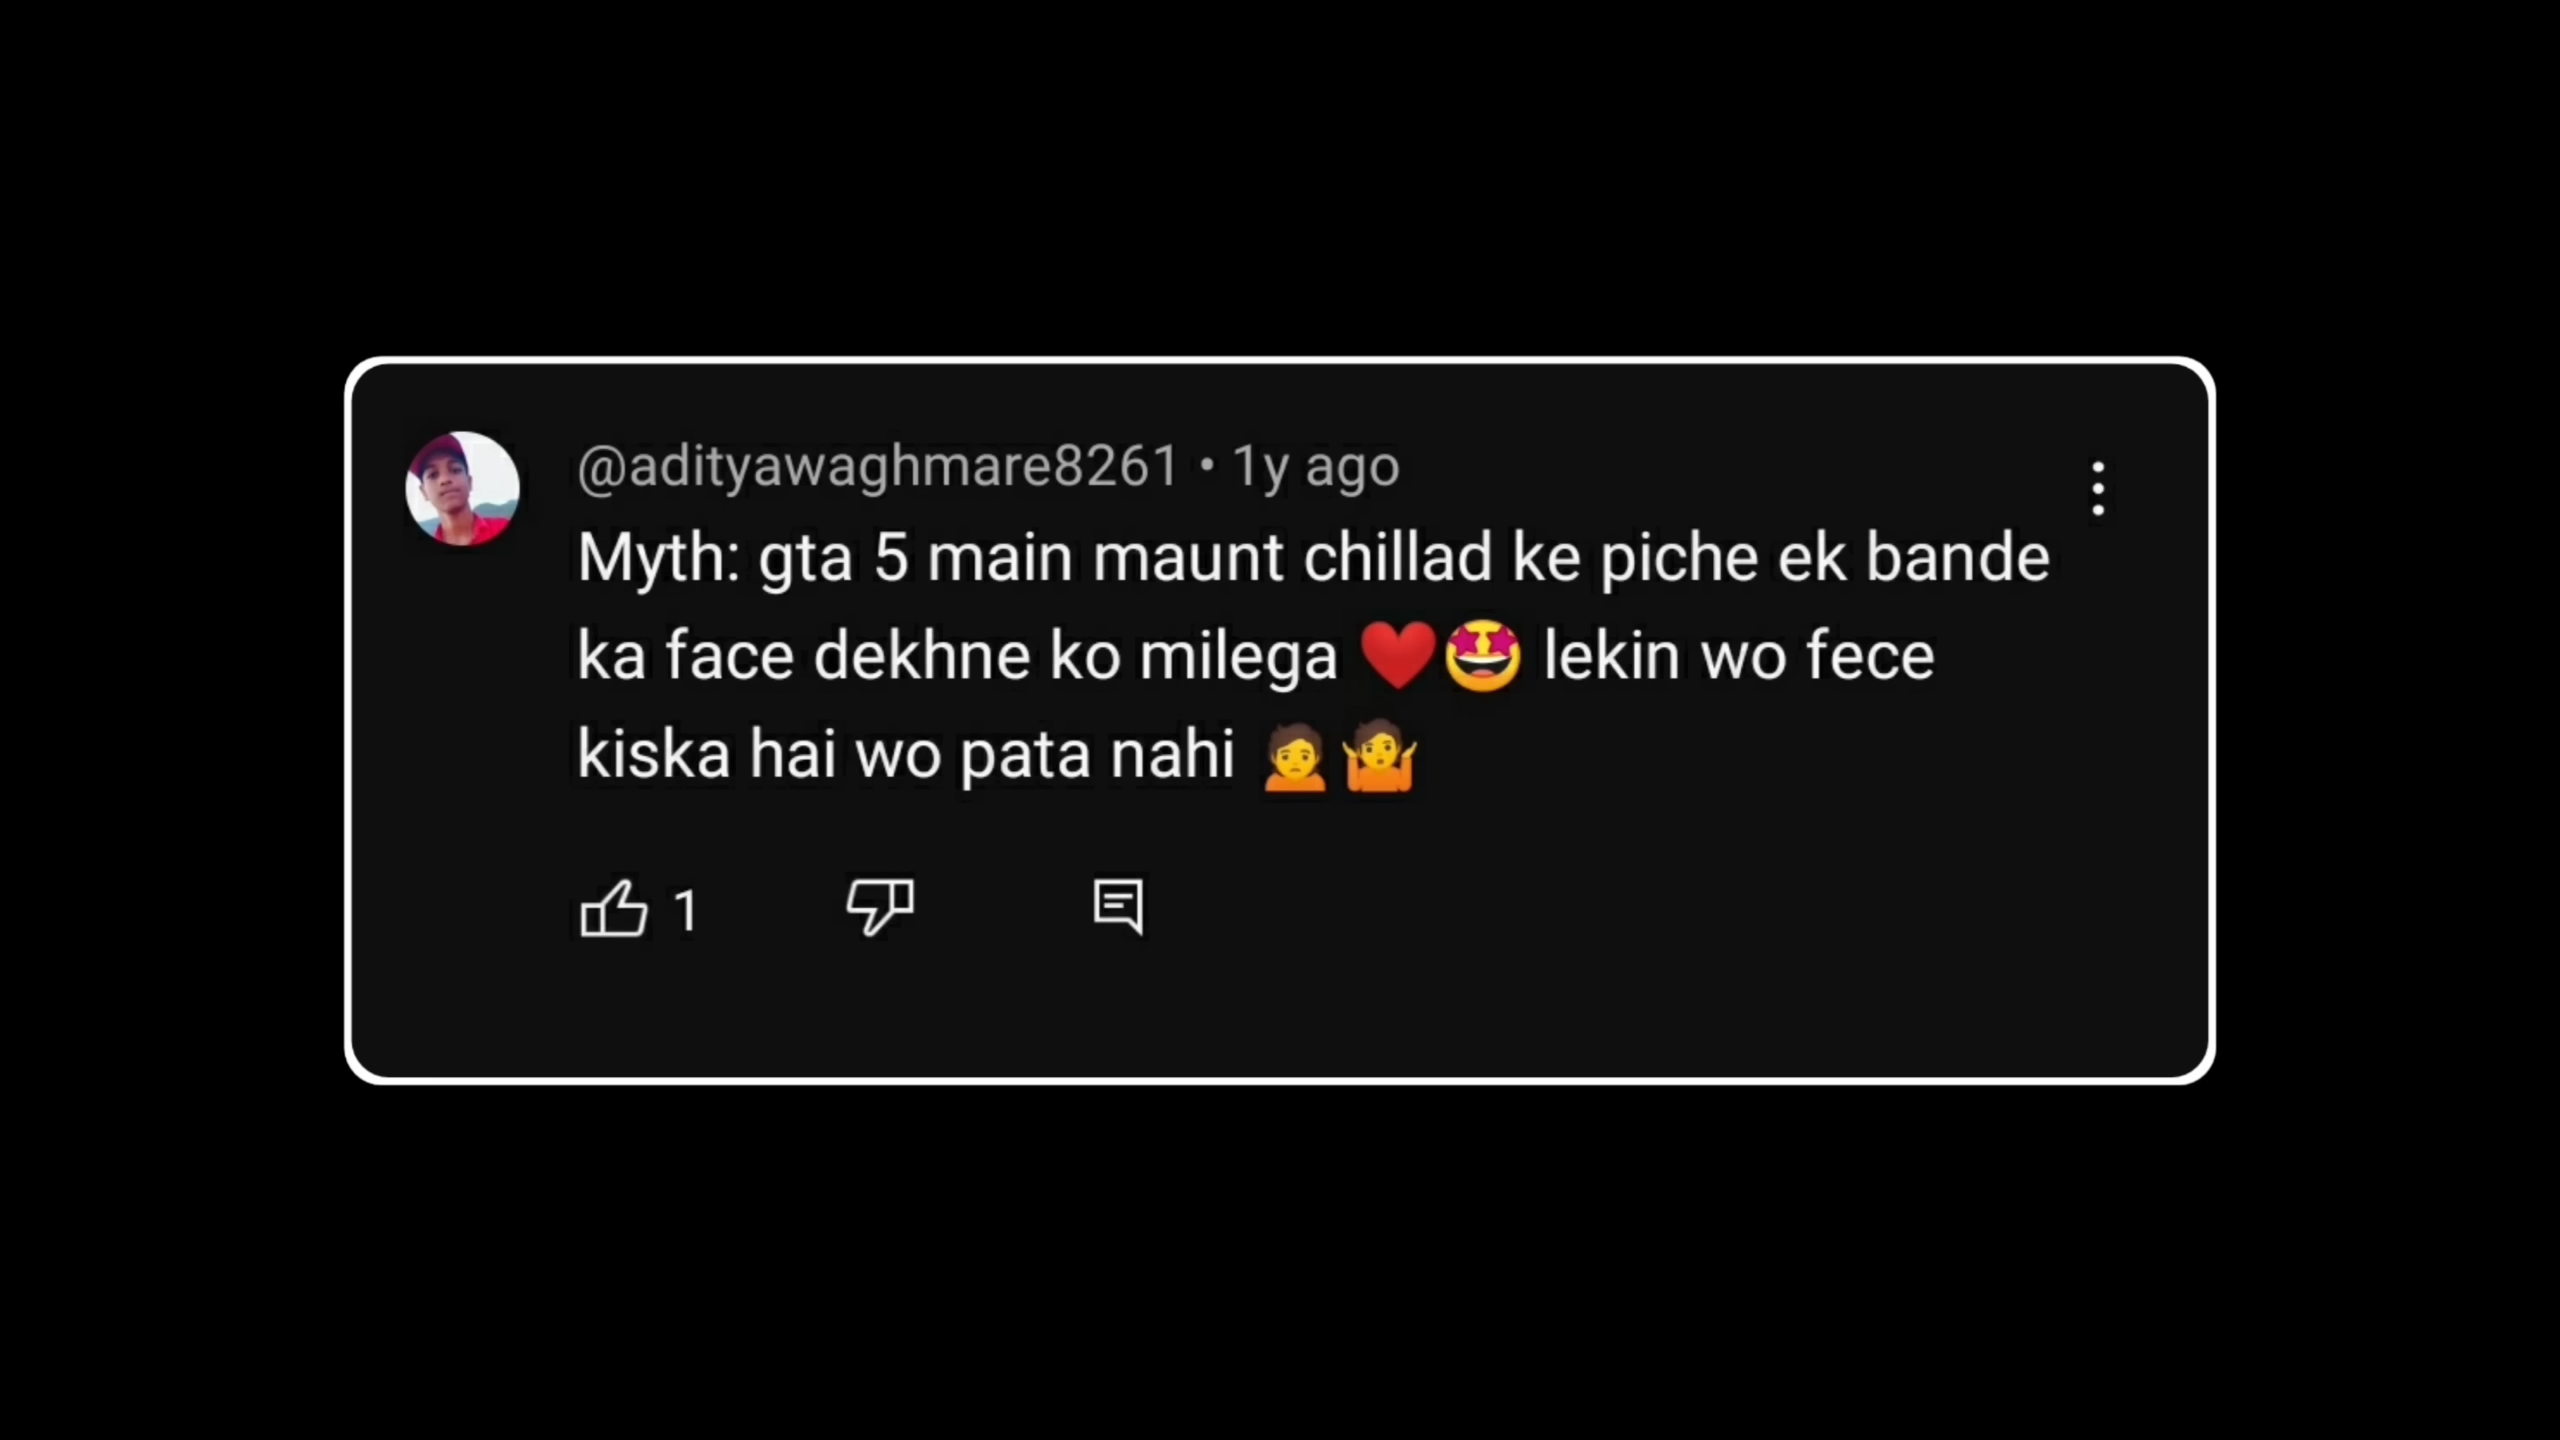 @adityawaghmare8261 • 1y ago
Myth: gta 5 main maunt chillad ke piche ek bande
ka face dekhne ko milega ❤️🤩 lekin wo fece
kiska hai wo pata nahi 🙍🤷
1